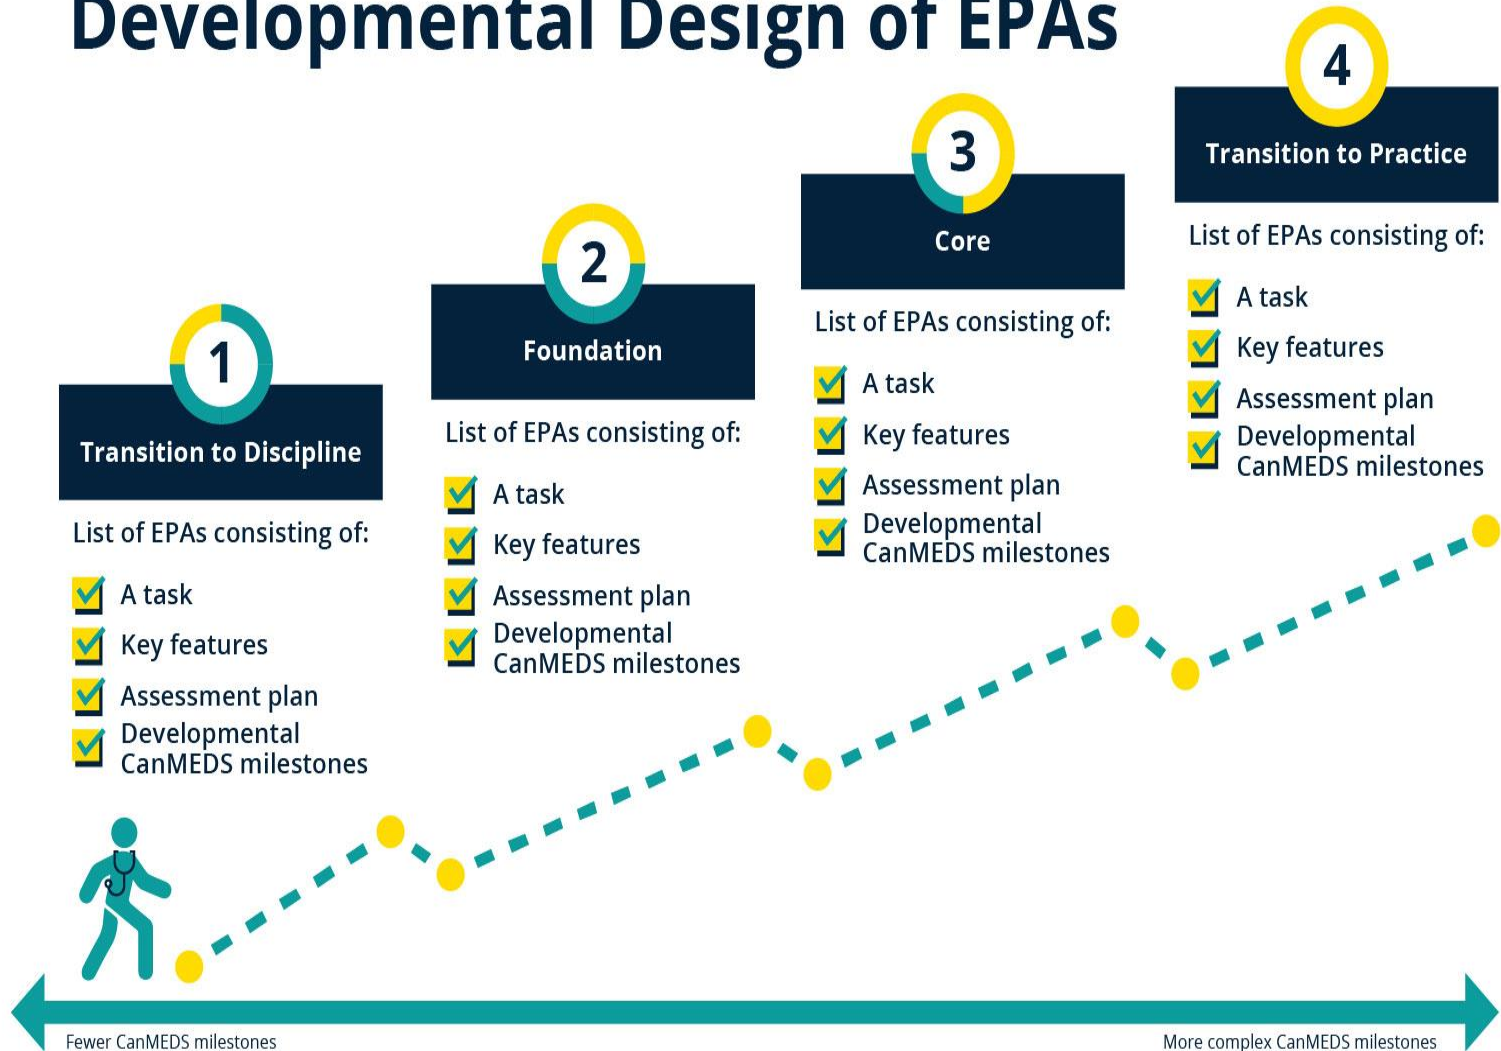 Developmental Design of EPAs
1
Transition to Discipline
List of EPAs consisting of:
A task
Key features
Assessment plan
Developmental
CanMEDS milestones
2
Foundation
List of EPAs consisting of:
A task
Key features
Assessment plan
Developmental
CanMEDS milestones
3
Core
List of EPAs consisting of:
A task
Key features
Assessment plan
Developmental
CanMEDS milestones
4
Transition to Practice
List of EPAs consisting of:
A task
Key features
Assessment plan
Developmental
CanMEDS milestones
Fewer CanMEDS milestones
More complex CanMEDS milestones